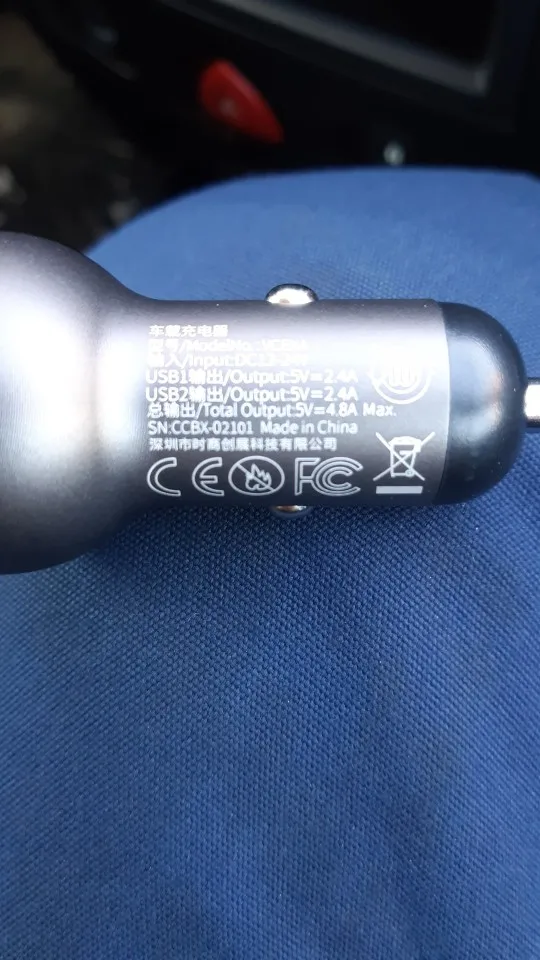 车载充电器
型号/ModelNo.:
输入/Input:DC12-24V
USB1输出/Output:5V=2.4A
USB2输出/Output:5V=2.4A
总输出/Total Output:5V=4.8A Max.
SN:CCBX-02101 Made in China
深圳市时商创展科技有限公司
CE FC